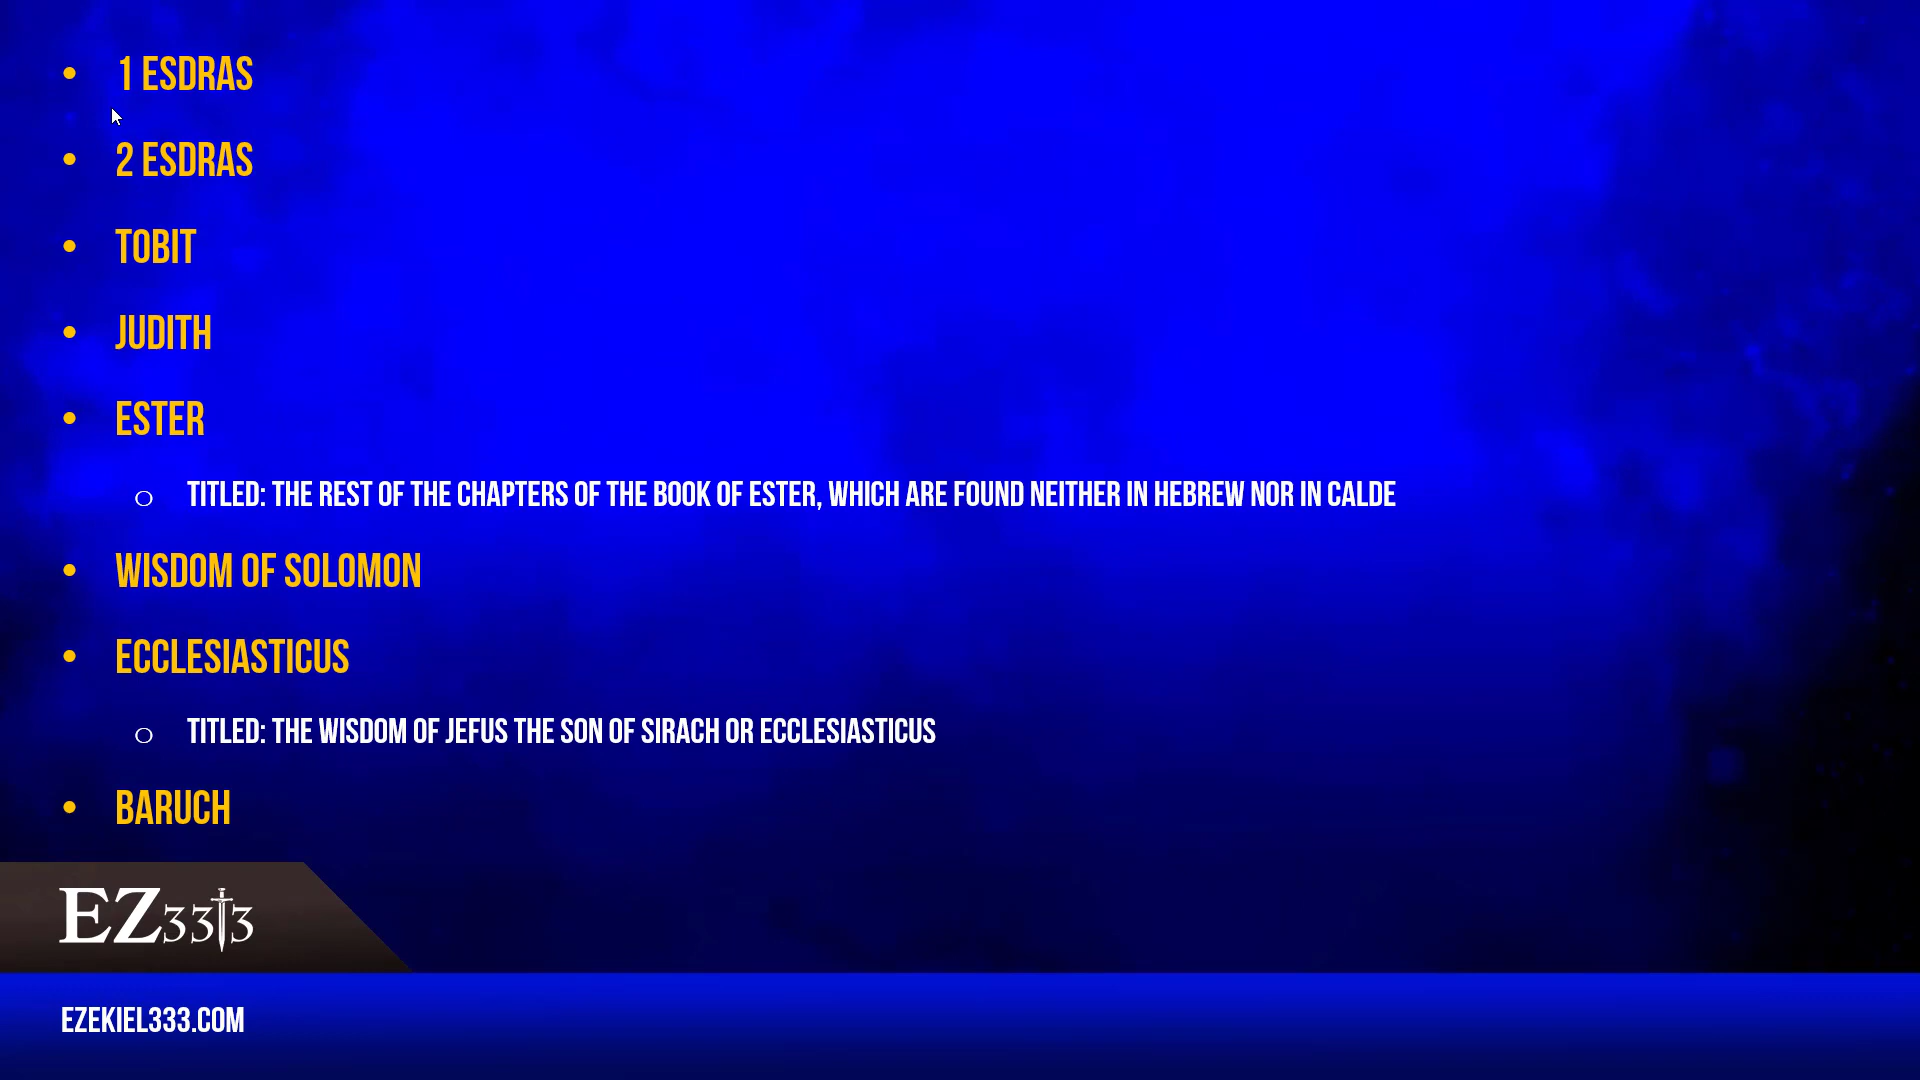 • 1 ESDRAS
• 2 ESDRAS
• TOBIT
• JUDITH
• ESTER
o TITLED: THE REST OF THE CHAPTERS OF THE BOOK OF ESTER, WHICH ARE FOUND NEITHER IN HEBREW NOR IN CALDE
• WISDOM OF SOLOMON
• ECCLESIASTICUS
o TITLED: THE WISDOM OF JEFUS THE SON OF SIRACH OR ECCLESIASTICUS
• BARUCH
EZ33:3
EZEKIEL333.COM